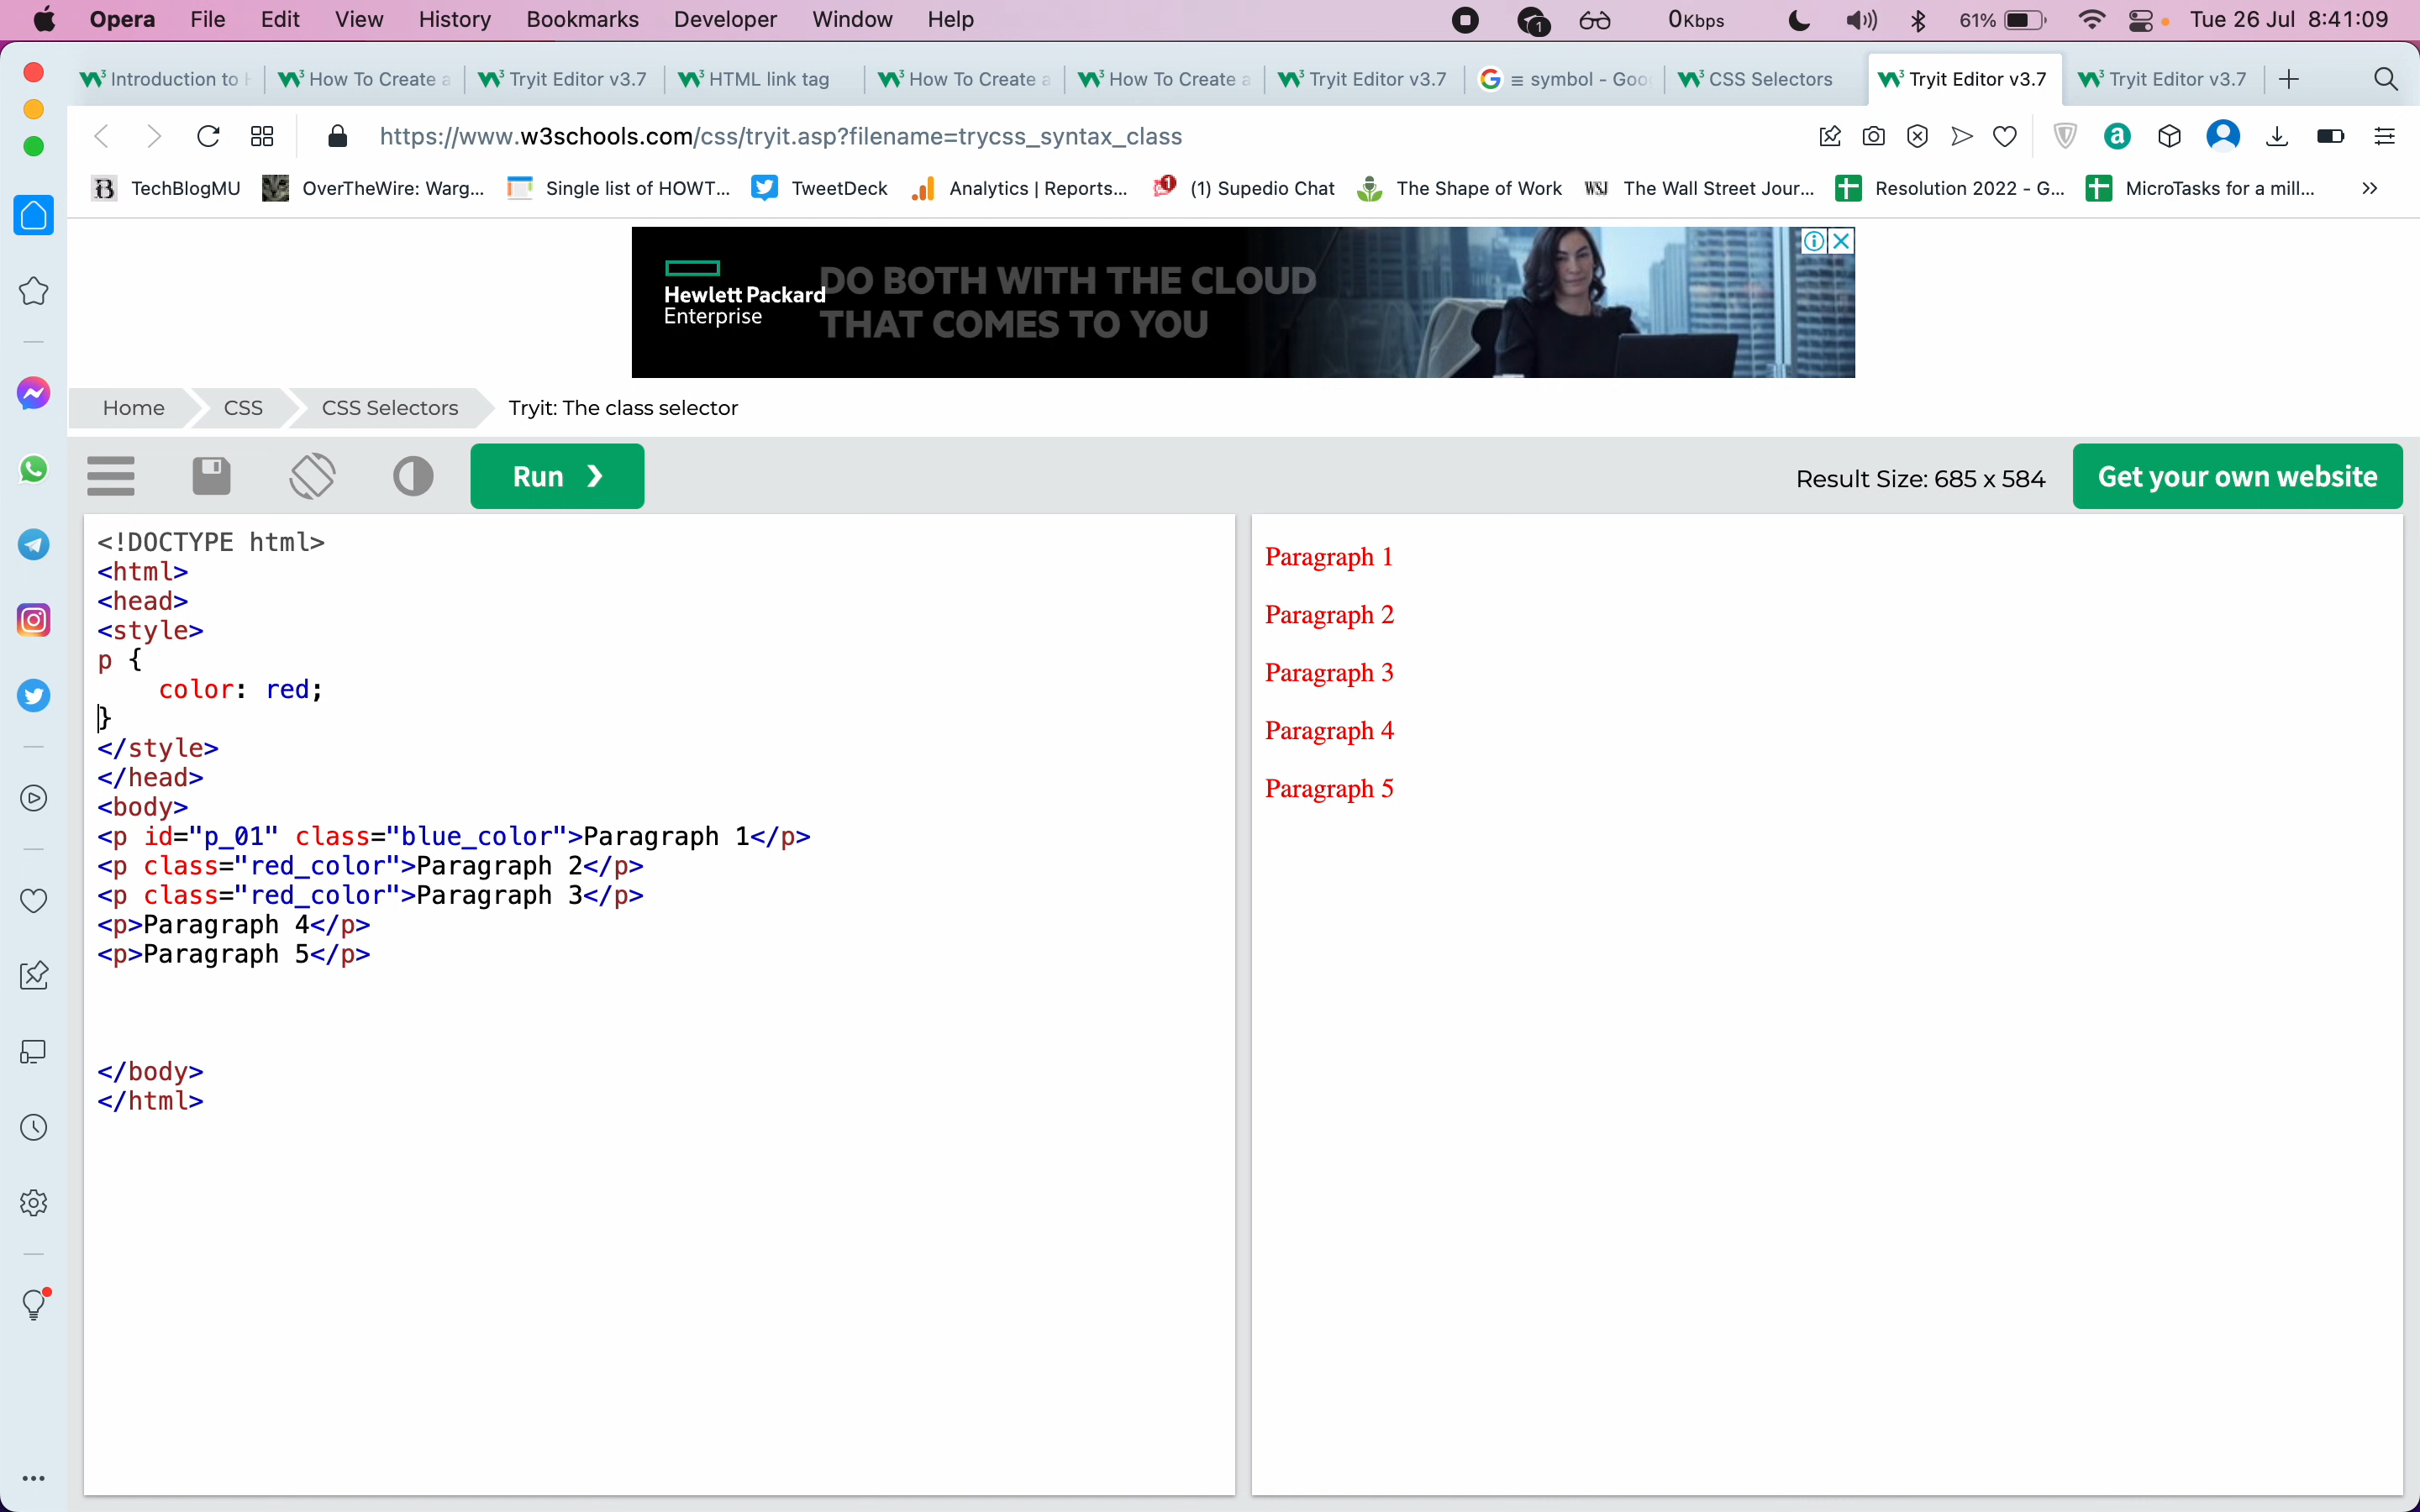 Opera File Edit View History Bookmarks Developer Window Help 1 0Kbps 61% Tue 26 Jul 8:41:09
Introduction to How To Create a Tryit Editor v3.7 HTML link tag How To Create a How To Create a Tryit Editor v3.7 ≡ symbol - Goo CSS Selectors Tryit Editor v3.7 Tryit Editor v3.7
https://www.w3schools.com/css/tryit.asp?filename=trycss_syntax_class
TechBlogMU OverTheWire: Warg... Single list of HOWT... TweetDeck Analytics | Reports... (1) Supedio Chat The Shape of Work WSJ The Wall Street Jour... Resolution 2022 - G... MicroTasks for a mill... »
Hewlett Packard
Enterprise
DO BOTH WITH THE CLOUD
THAT COMES TO YOU
Home CSS CSS Selectors Tryit: The class selector
Run ❯ Result Size: 685 x 584 Get your own website
<!DOCTYPE html>
<html>
<head>
<style>
p {
color: red;
}
</style>
</head>
<body>
<p id="p_01" class="blue_color">Paragraph 1</p>
<p class="red_color">Paragraph 2</p>
<p class="red_color">Paragraph 3</p>
<p>Paragraph 4</p>
<p>Paragraph 5</p>
</body>
</html>
Paragraph 1
Paragraph 2
Paragraph 3
Paragraph 4
Paragraph 5